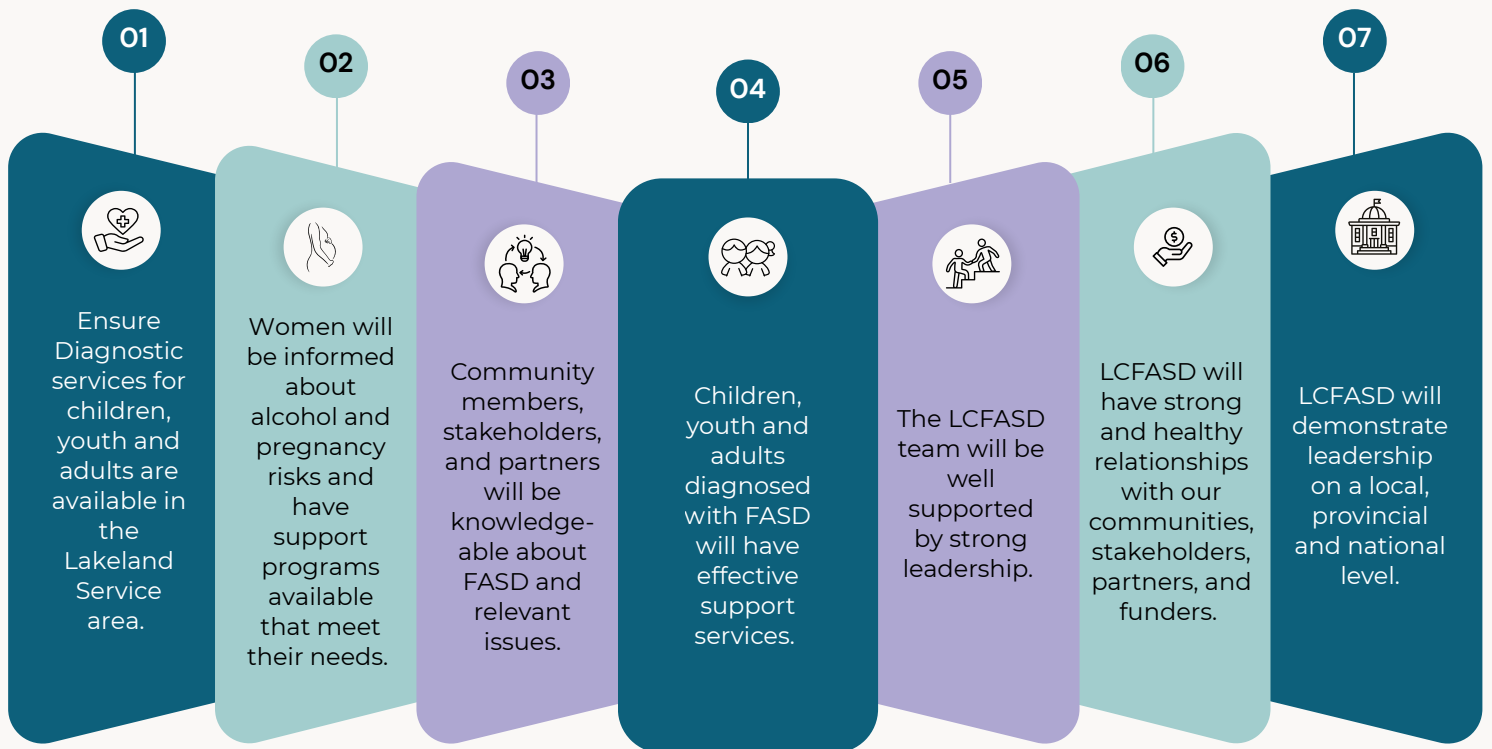 01
Ensure
Diagnostic
services for
children,
youth and
adults are
available in
the
Lakeland
Service
area.
02
Women will
be informed
about
alcohol and
pregnancy
risks and
have
support
programs
available
that meet
their needs.
03
Community
members,
stakeholders,
and partners
will be
knowledge-
able about
FASD and
relevant
issues.
04
Children,
youth and
adults
diagnosed
with FASD
will have
effective
support
services.
05
The LCFASD
team will be
well
supported
by strong
leadership.
06
LCFASD will
have strong
and healthy
relationships
with our
communities,
stakeholders,
partners, and
funders.
07
LCFASD will
demonstrate
leadership
on a local,
provincial
and national
level.
$